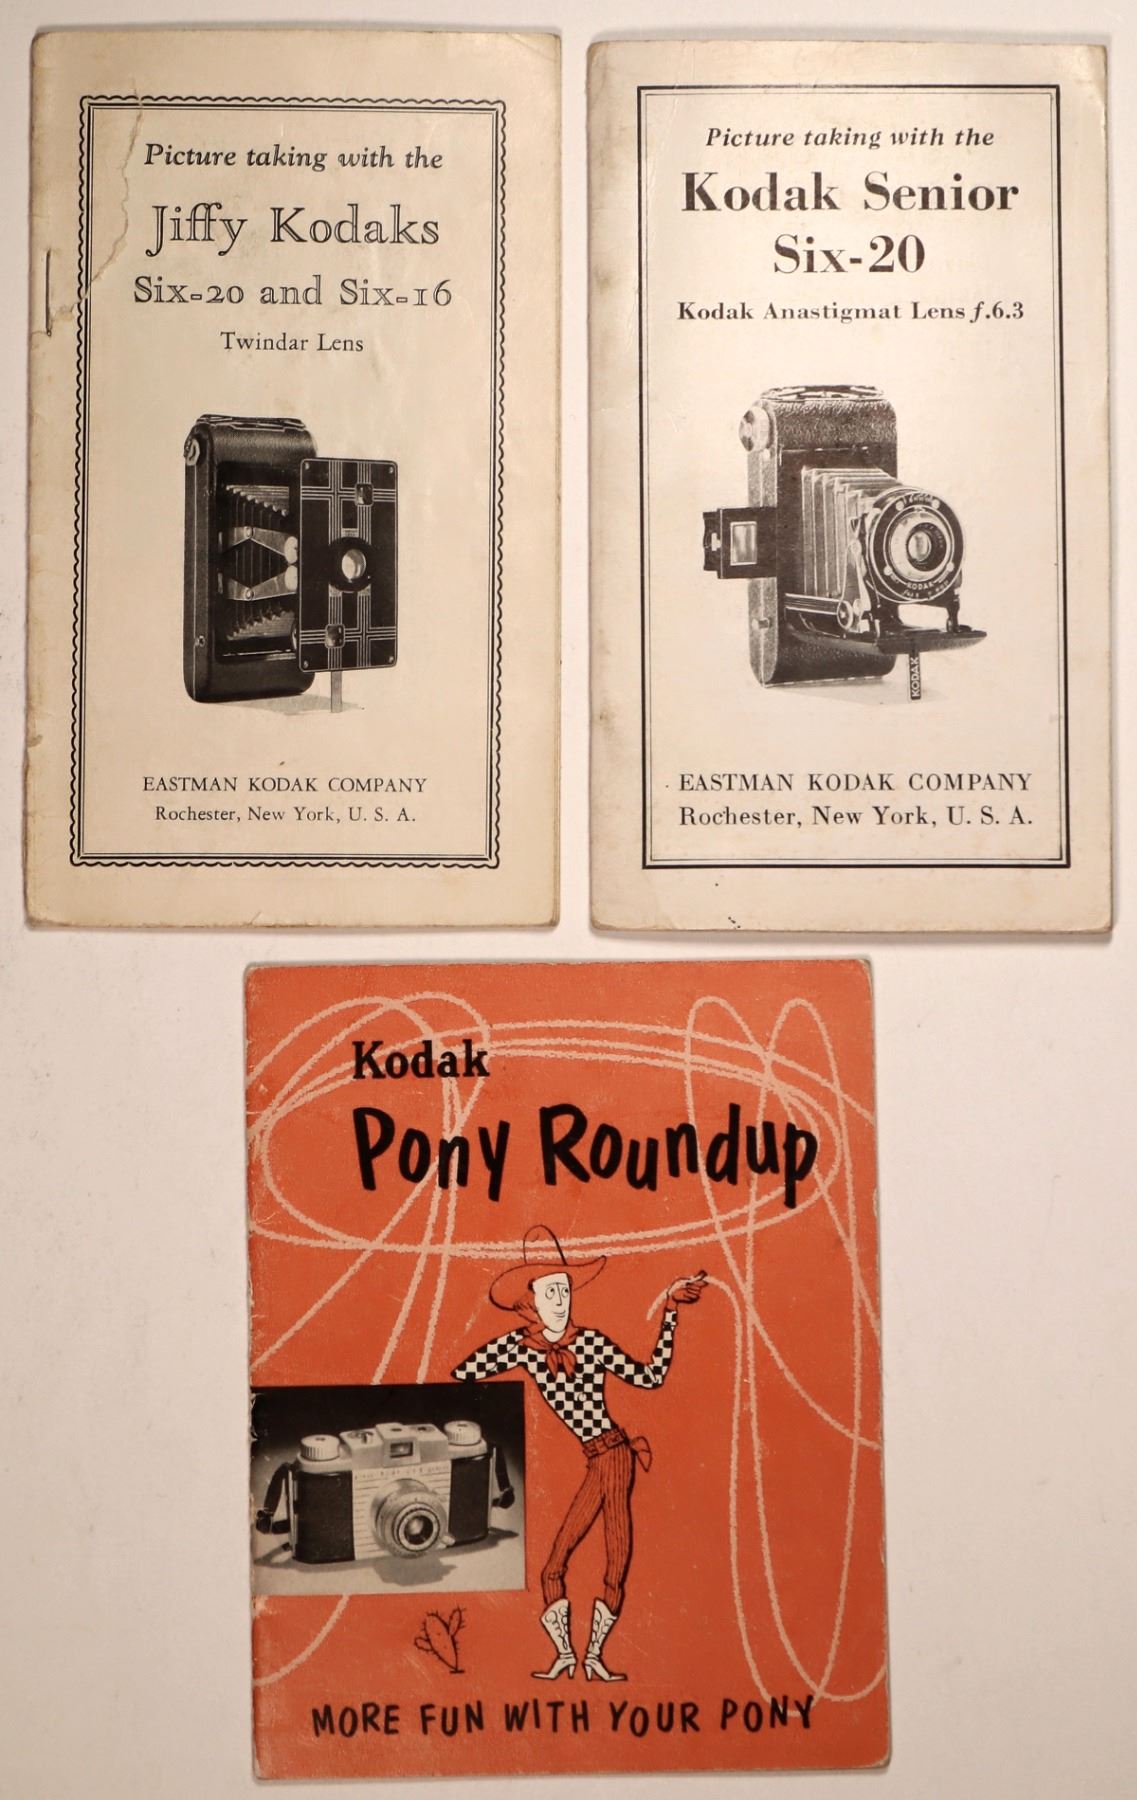 Picture taking with the
Jiffy Kodaks
Six-20 and Six-16
Twindar Lens
EASTMAN KODAK COMPANY
Rochester, New York, U. S. A.
Picture taking with the
Kodak Senior
Six-20
Kodak Anastigmat Lens f.6.3
KODAK
KODAK
EASTMAN KODAK COMPANY
Rochester, New York, U. S. A.
Kodak
Pony Roundup
MORE FUN WITH YOUR PONY